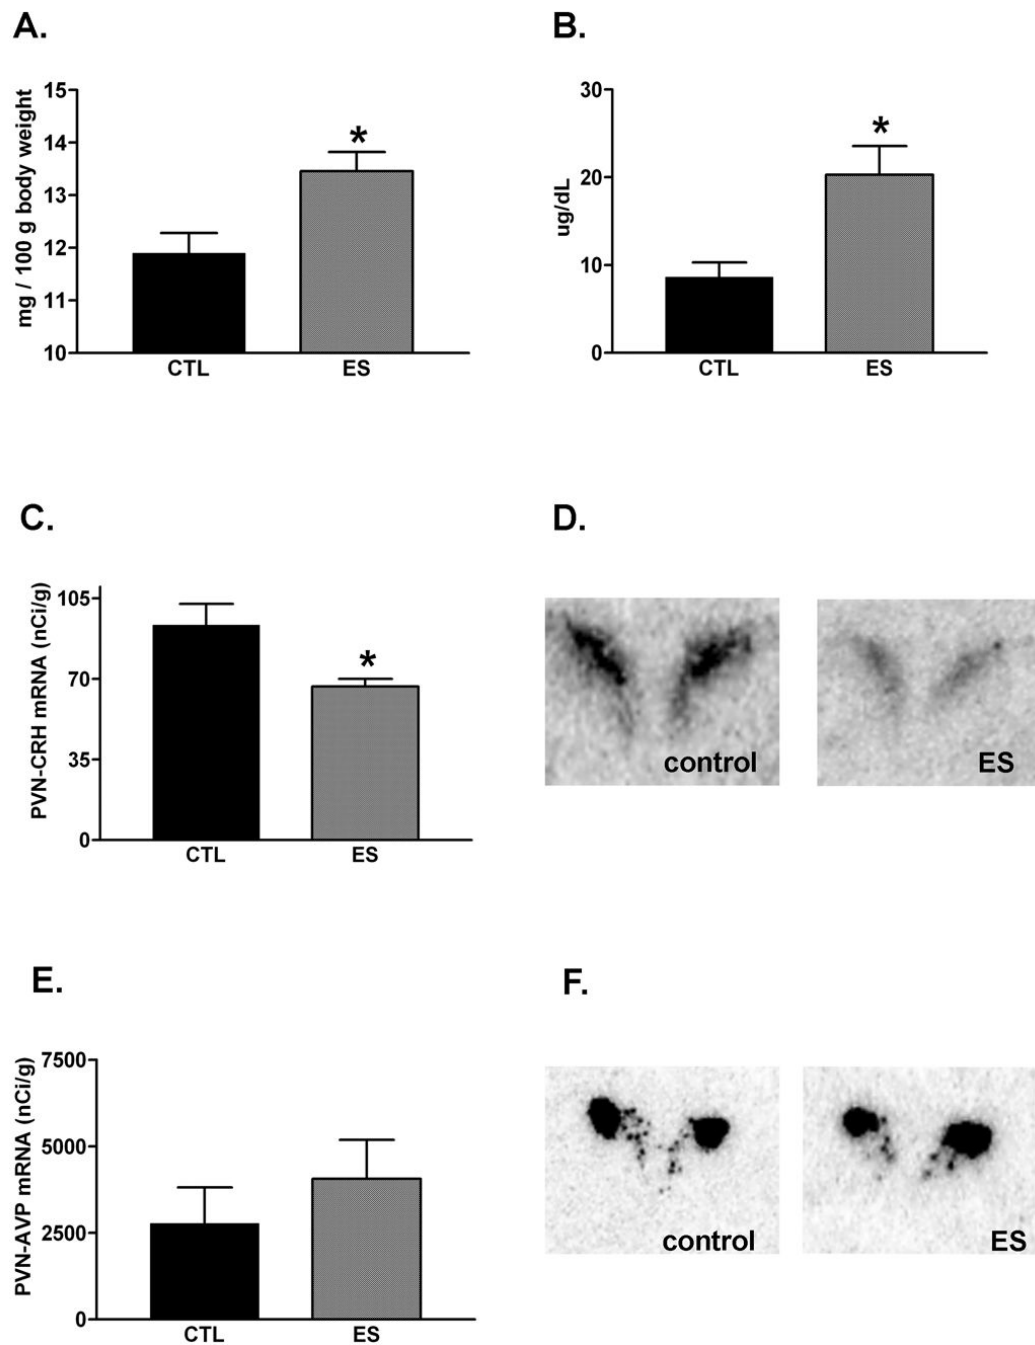 A.
B.
mg / 100 g body weight
15
14
13
12
11
10
*
CTL
ES
ug/dL
30
20
10
0
*
CTL
ES
C.
D.
PVN-CRH mRNA (nCi/g)
105
70
35
0
*
CTL
ES
control
ES
E.
F.
PVN-AVP mRNA (nCi/g)
7500
5000
2500
0
CTL
ES
control
ES